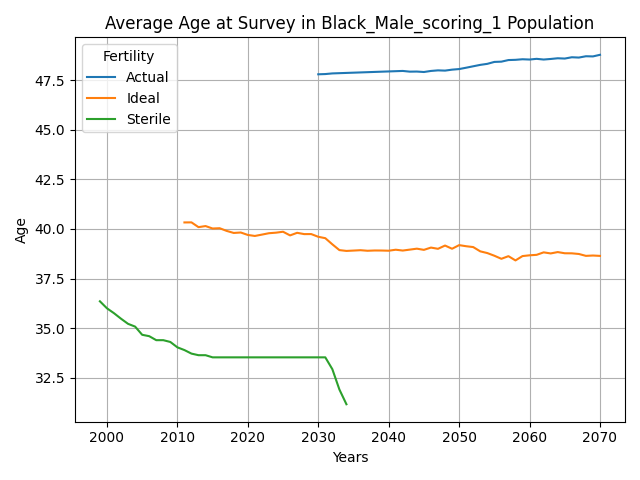 Average Age at Survey in Black_Male_scoring_1 Population
Fertility
Actual
Ideal
Sterile
Age
47.5
45.0
42.5
40.0
37.5
35.0
32.5
2000 2010 2020 2030 2040 2050 2060 2070
Years